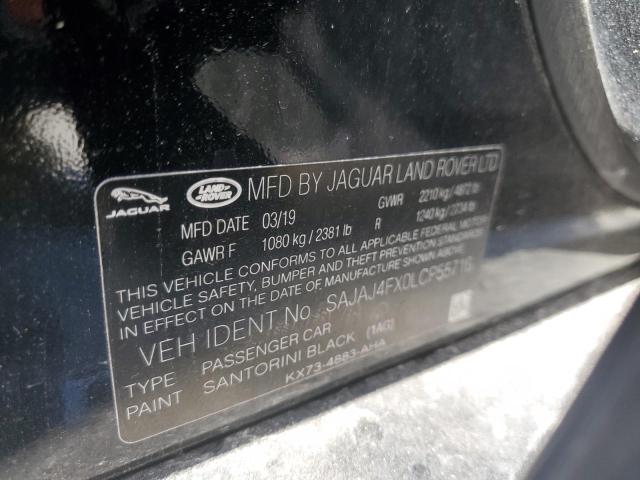 JAGUAR
LAND ROVER
MFD BY JAGUAR LAND ROVER LTD
MFD DATE 03/19 GVWR 2210 kg / 4872 lb
GAWR F 1080 kg / 2381 lb R 1240 kg / 2734 lb
THIS VEHICLE CONFORMS TO ALL APPLICABLE FEDERAL MOTOR
VEHICLE SAFETY, BUMPER AND THEFT PREVENTION STANDARDS
IN EFFECT ON THE DATE OF MANUFACTURE SHOWN ABOVE
VEH IDENT No SAJAJ4FX0LCP55716
TYPE PASSENGER CAR
PAINT SANTORINI BLACK (1AG)
KX73-4883-AHA